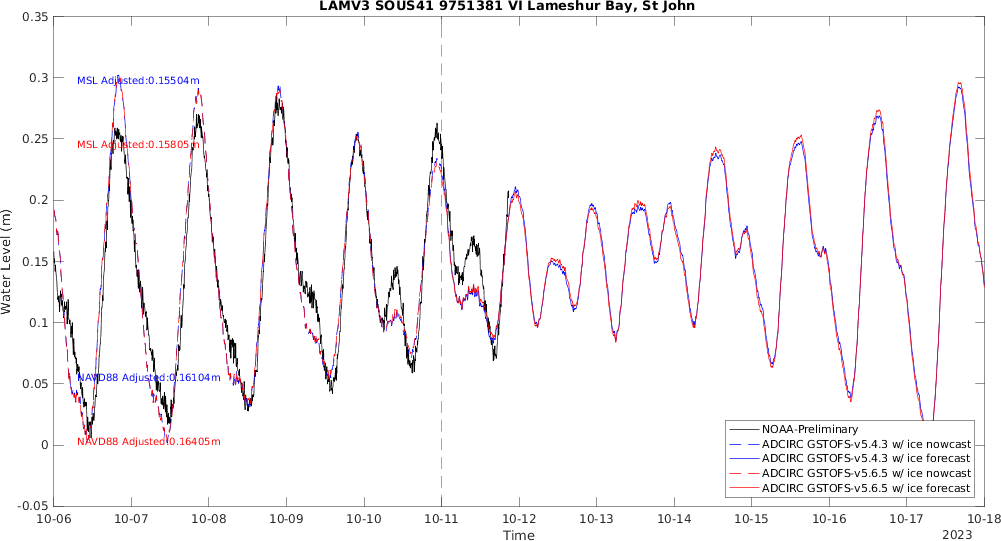 LAMV3 SOUS41 9751381 VI Lameshur Bay, St John
0.35
0.3
0.25
0.2
0.15
0.1
0.05
0
-0.05
Water Level (m)
MSL Adjusted:0.15504m
MSL Adjusted:0.15805m
NAVD88 Adjusted:0.16104m
NAVD88 Adjusted:0.16405m
NOAA-Preliminary
ADCIRC GSTOFS-v5.4.3 w/ ice nowcast
ADCIRC GSTOFS-v5.4.3 w/ ice forecast
ADCIRC GSTOFS-v5.6.5 w/ ice nowcast
ADCIRC GSTOFS-v5.6.5 w/ ice forecast
10-06 10-07 10-08 10-09 10-10 10-11 10-12 10-13 10-14 10-15 10-16 10-17 10-18
Time
2023